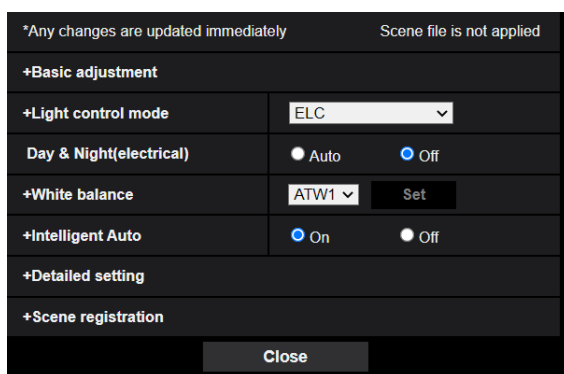 *Any changes are updated immediately Scene file is not applied
+Basic adjustment
+Light control mode ELC
Day & Night(electrical) Auto Off
+White balance ATW1 Set
+Intelligent Auto On Off
+Detailed setting
+Scene registration
Close